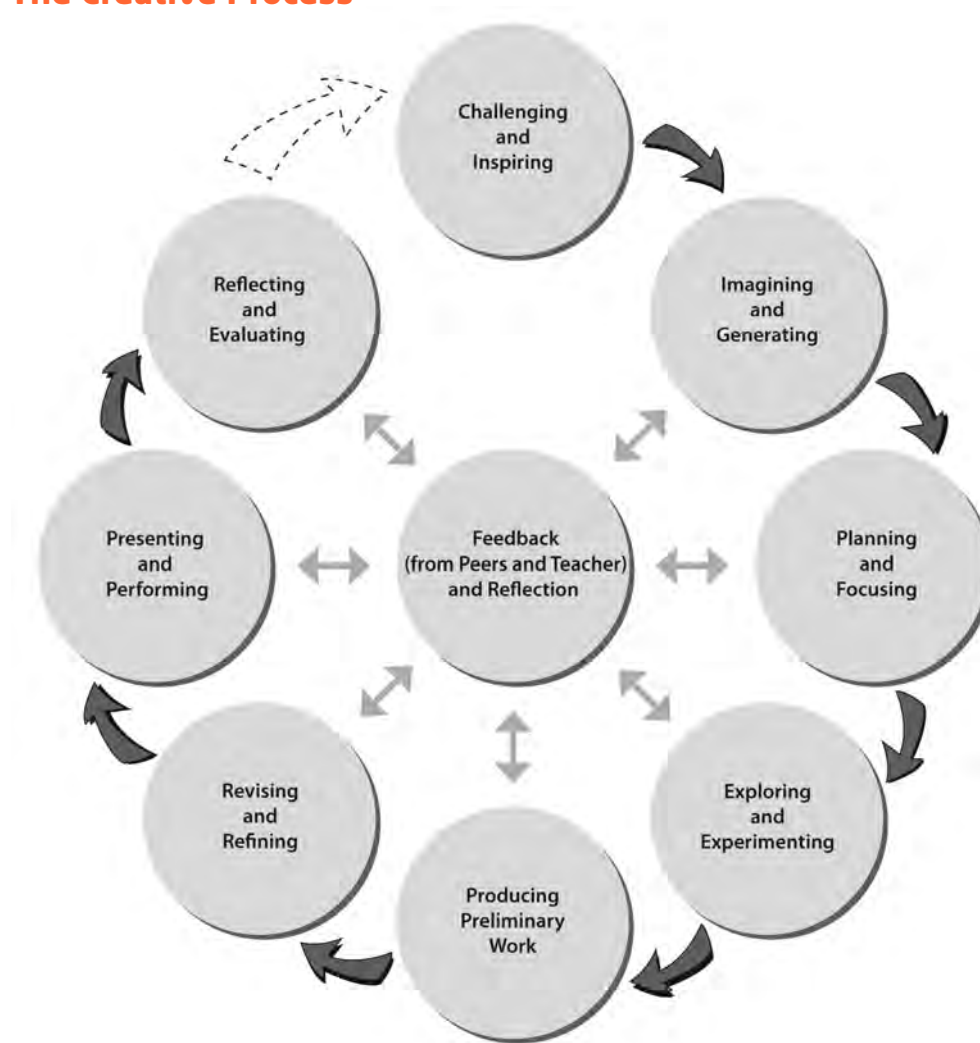 The Creative Process
Challenging
and
Inspiring
Imagining
and
Generating
Planning
and
Focusing
Exploring
and
Experimenting
Producing
Preliminary
Work
Revising
and
Refining
Presenting
and
Performing
Reflecting
and
Evaluating
Feedback
(from Peers and Teacher)
and Reflection